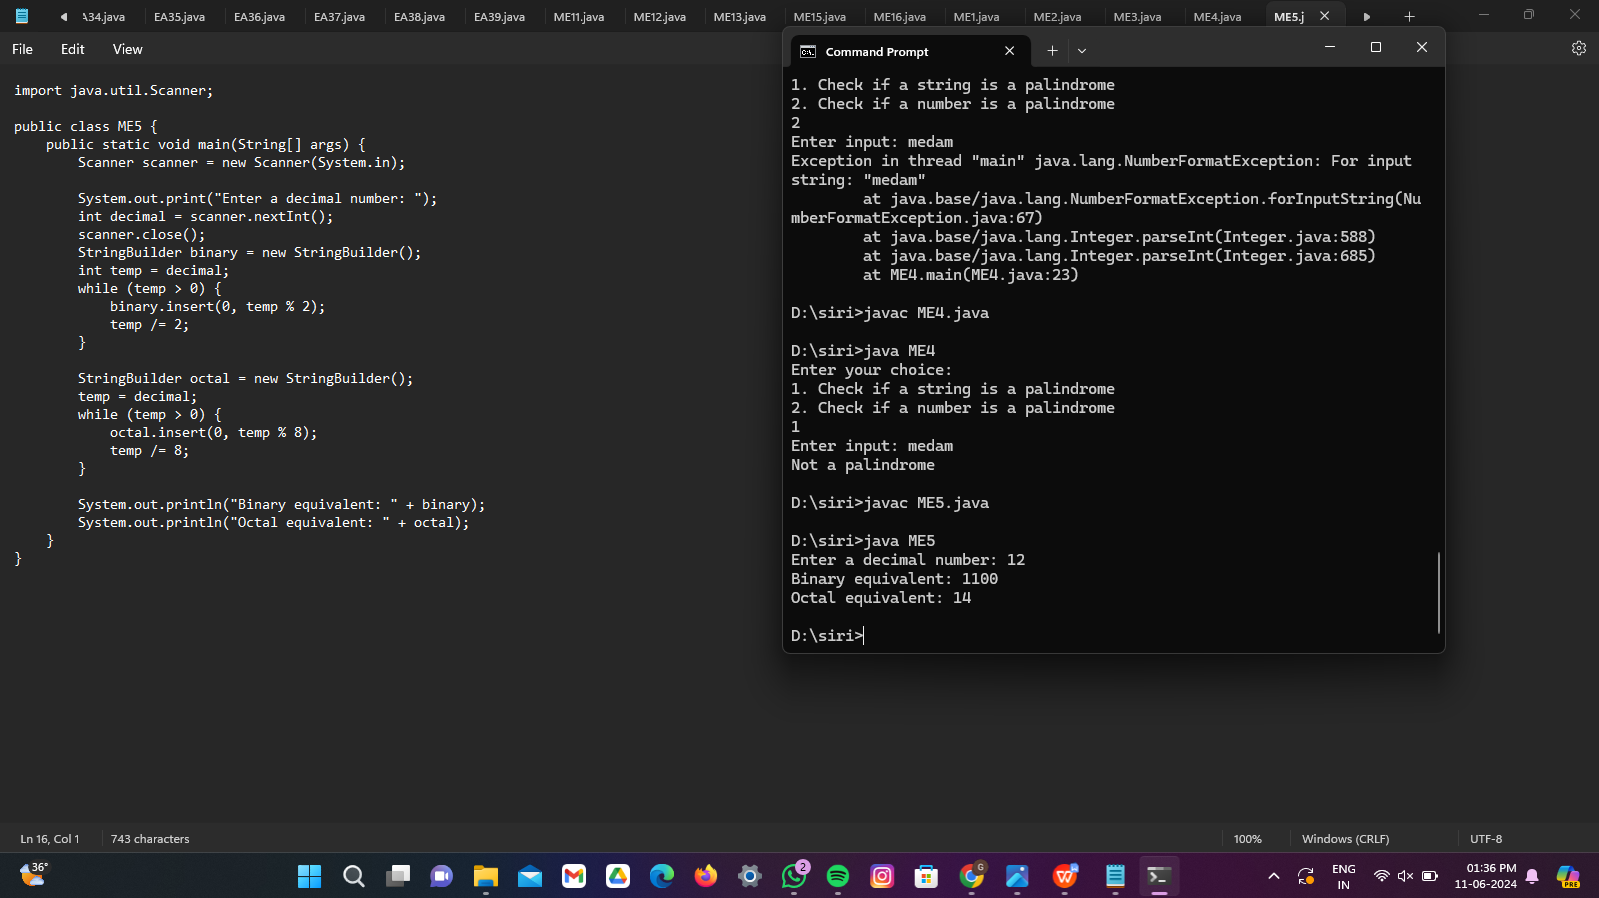 A34.java EA35.java EA36.java EA37.java EA38.java EA39.java ME11.java ME12.java ME13.java ME15.java ME16.java ME1.java ME2.java ME3.java ME4.java ME5.j
File Edit View
import java.util.Scanner;
public class ME5 {
public static void main(String[] args) {
Scanner scanner = new Scanner(System.in);
System.out.print("Enter a decimal number: ");
int decimal = scanner.nextInt();
scanner.close();
StringBuilder binary = new StringBuilder();
int temp = decimal;
while (temp > 0) {
binary.insert(0, temp % 2);
temp /= 2;
}
StringBuilder octal = new StringBuilder();
temp = decimal;
while (temp > 0) {
octal.insert(0, temp % 8);
temp /= 8;
}
System.out.println("Binary equivalent: " + binary);
System.out.println("Octal equivalent: " + octal);
}
}
Command Prompt
1. Check if a string is a palindrome
2. Check if a number is a palindrome
2
Enter input: medam
Exception in thread "main" java.lang.NumberFormatException: For input
string: "medam"
at java.base/java.lang.NumberFormatException.forInputString(Nu
mberFormatException.java:67)
at java.base/java.lang.Integer.parseInt(Integer.java:588)
at java.base/java.lang.Integer.parseInt(Integer.java:685)
at ME4.main(ME4.java:23)
D:\siri>javac ME4.java
D:\siri>java ME4
Enter your choice:
1. Check if a string is a palindrome
2. Check if a number is a palindrome
1
Enter input: medam
Not a palindrome
D:\siri>javac ME5.java
D:\siri>java ME5
Enter a decimal number: 12
Binary equivalent: 1100
Octal equivalent: 14
D:\siri>
Ln 16, Col 1 743 characters 100% Windows (CRLF) UTF-8
36°
2
G
ENG
IN
01:36 PM
11-06-2024
PRE